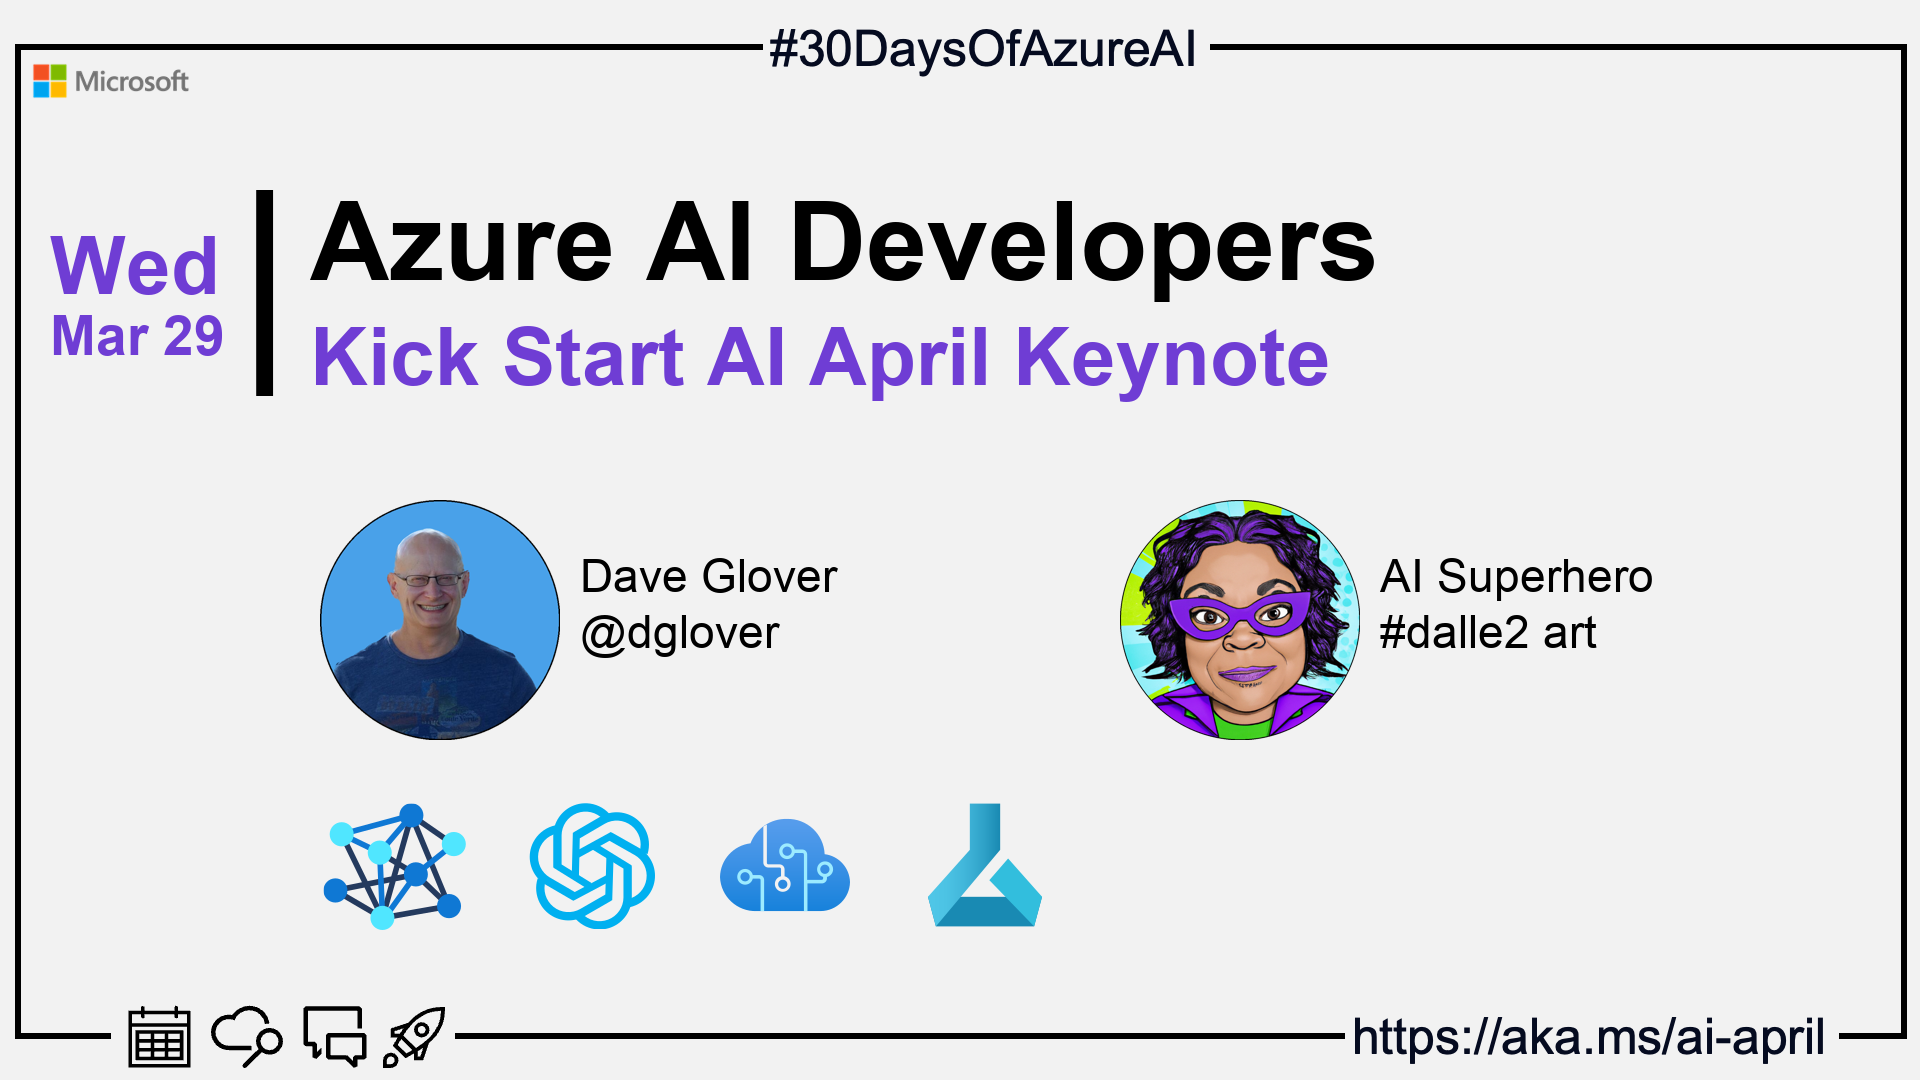 #30DaysOfAzureAI
Microsoft
Wed
Mar 29
Azure AI Developers
Kick Start AI April Keynote
Dave Glover
@dglover
AI Superhero
#dalle2 art
https://aka.ms/ai-april